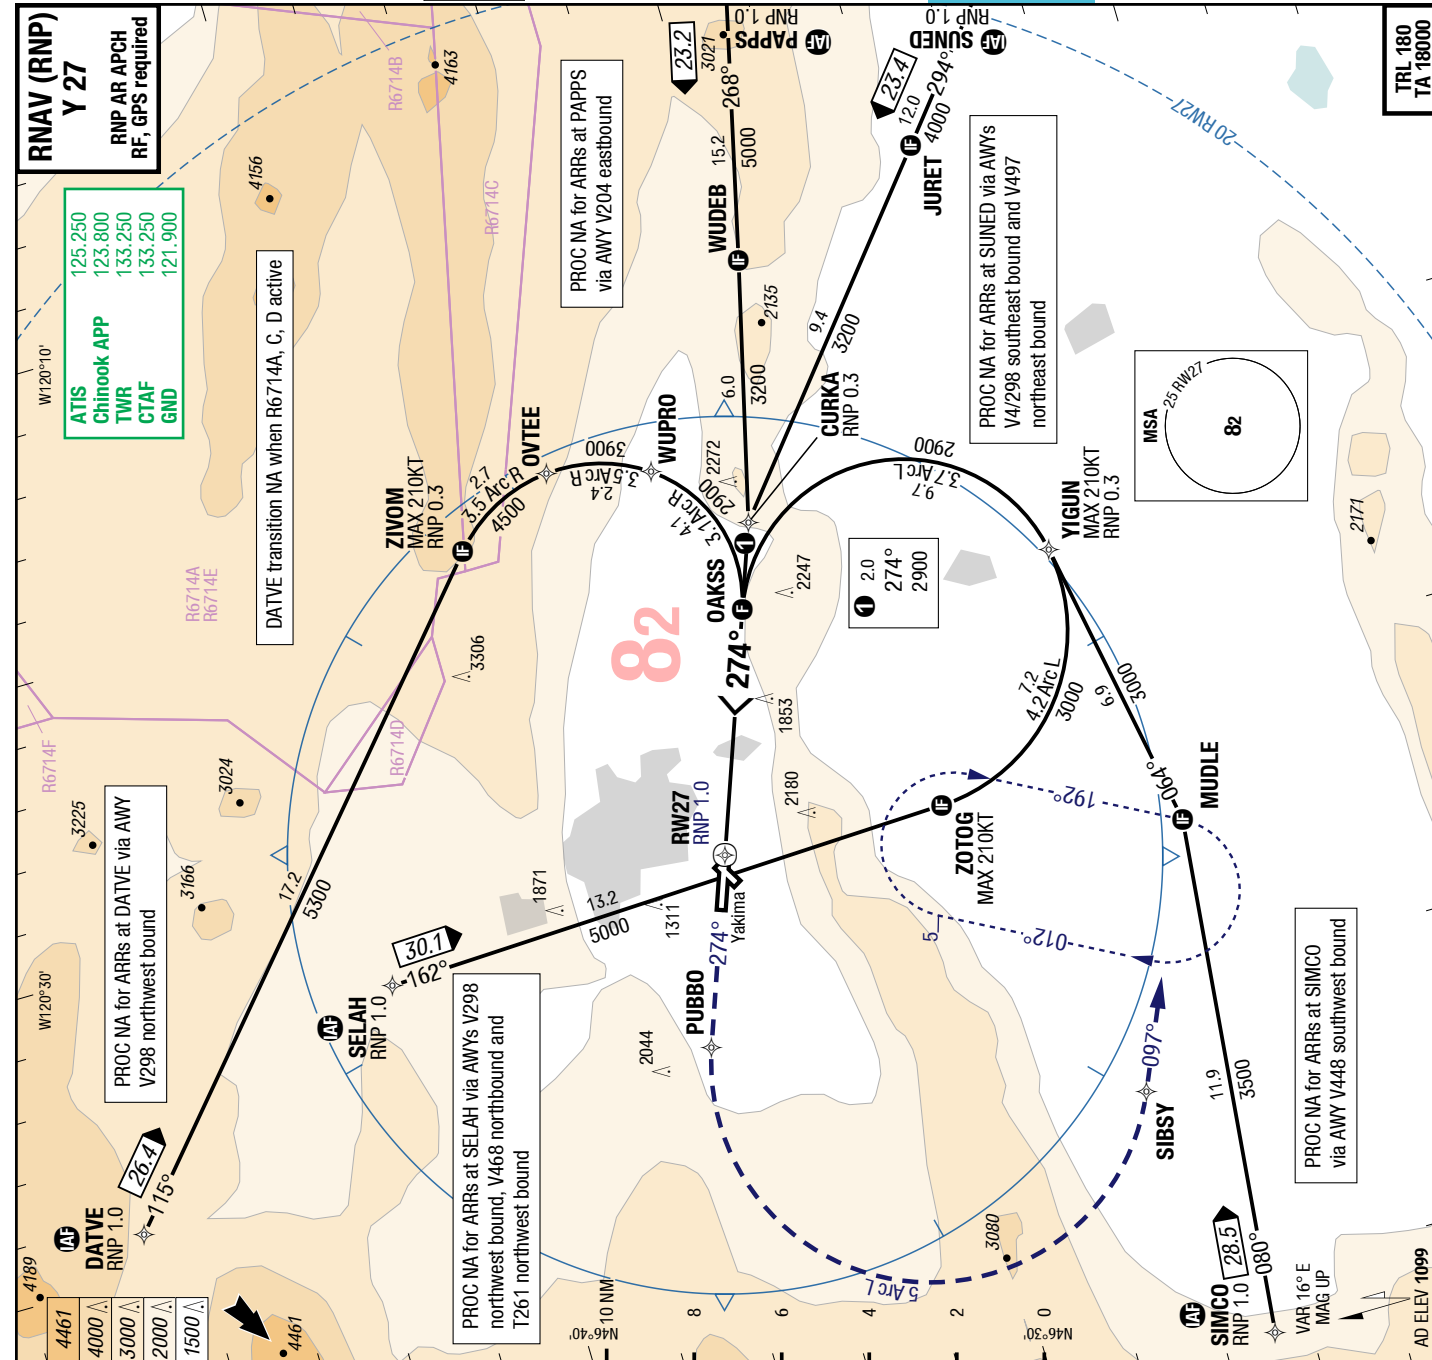 RNAV (RNP)
Y 27
RNP AR APCH
RF, GPS required
ATIS 125.250
Chinook APP 123.800
TWR 133.250
CTAF 133.250
GND 121.900
TRL 180
TA 18000
W120°10'
W120°30'
R6714B
R6714C
R6714A
R6714E
R6714D
R6714F
4163
4156
3021
2135
2272
2247
3306
3024
3225
3166
1871
1311
1853
2180
2044
3080
2171
4189
4461
DATVE transition NA when R6714A, C, D active
PROC NA for ARRs at PAPPS
via AWY V204 eastbound
PROC NA for ARRs at SUNED via AWYs
V4/298 southeast bound and V497
northeast bound
PROC NA for ARRs at DATVE via AWY
V298 northwest bound
PROC NA for ARRs at SELAH via AWYs V298
northwest bound, V468 northbound and
T261 northwest bound
PROC NA for ARRs at SIMCO
via AWY V448 southwest bound
IAF
PAPPS
RNP 1.0
23.2
268°
15.2
5000
IF
WUDEB
6.0
3200
IAF
SUNED
RNP 1.0
23.4
294°
12.0
4000
IF
JURET
9.4
3200
20 RW27
CURKA
RNP 0.3
1
1 2.0
274°
2900
F
OAKSS
274°
82
RW27
RNP 1.0
Yakima
ZIVOM
MAX 210KT
RNP 0.3
IF
2.7
3.5 Arc R
4500
OVTEE
3900
3.5 Arc R
2.4
WUPRO
2900
3.1 Arc R
4.1
2900
3.7 Arc L
9.7
YIGUN
MAX 210KT
RNP 0.3
7.2
4.2 Arc L
3000
IF
ZOTOG
MAX 210KT
6.9
3000
064°
IF
MUDLE
192°
012°
5
11.9
3500
IAF
SIMCO
RNP 1.0
28.5
080°
IAF
DATVE
RNP 1.0
26.4
115°
17.2
5300
IAF
SELAH
RNP 1.0
30.1
162°
13.2
5000
274°
PUBBO
5 Arc L
SIBSY
097°
MSA
25 RW27
82
4461
4000
3000
2000
1500
10 NM
8
6
4
2
0
N46°40'
N46°30'
VAR 16° E
MAG UP
AD ELEV 1099